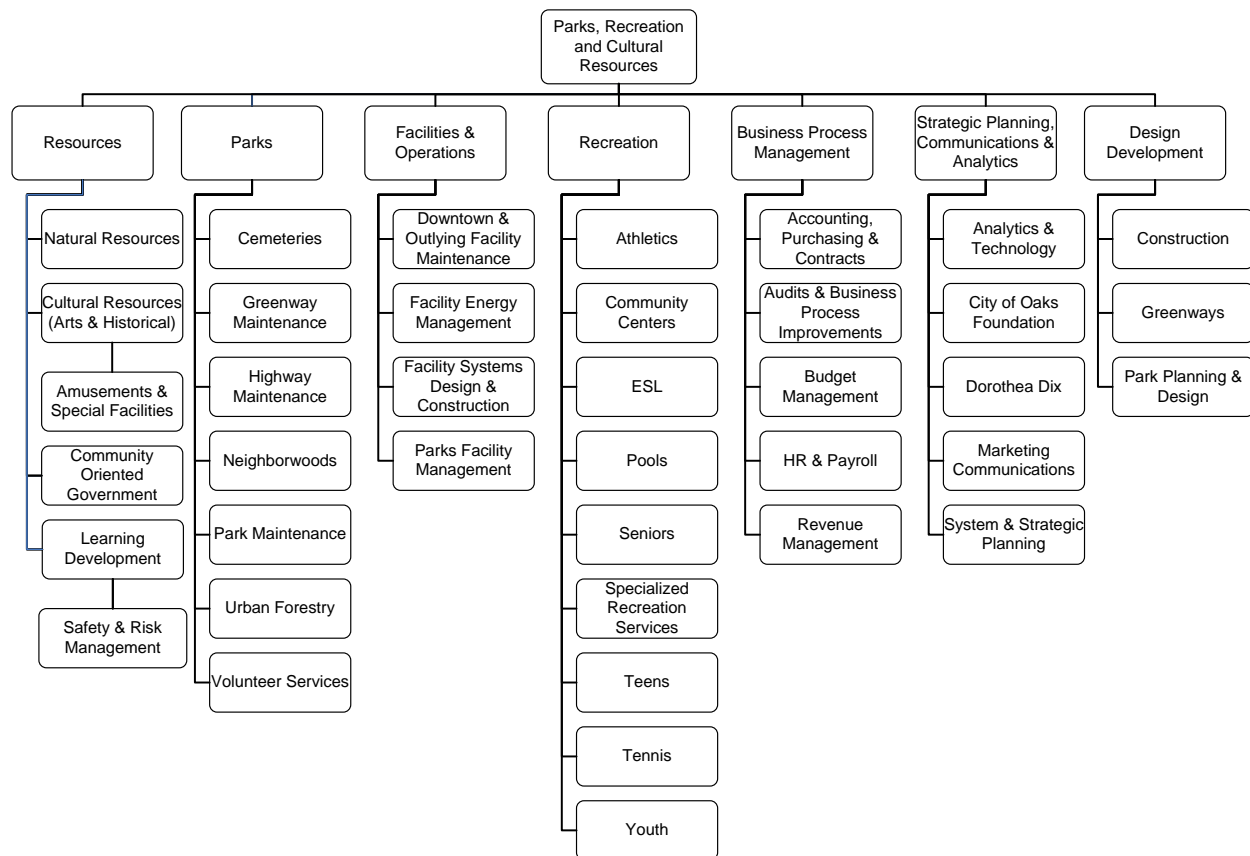 Parks, Recreation
and Cultural
Resources
Resources
Parks
Facilities &
Operations
Recreation
Business Process
Management
Strategic Planning,
Communications &
Analytics
Design
Development
Natural Resources
Cultural Resources
(Arts & Historical)
Amusements &
Special Facilities
Community
Oriented
Government
Learning
Development
Safety & Risk
Management
Cemeteries
Greenway
Maintenance
Highway
Maintenance
Neighborwoods
Park Maintenance
Urban Forestry
Volunteer Services
Downtown &
Outlying Facility
Maintenance
Facility Energy
Management
Facility Systems
Design &
Construction
Parks Facility
Management
Athletics
Community
Centers
ESL
Pools
Seniors
Specialized
Recreation
Services
Teens
Tennis
Youth
Accounting,
Purchasing &
Contracts
Audits & Business
Process
Improvements
Budget
Management
HR & Payroll
Revenue
Management
Analytics &
Technology
City of Oaks
Foundation
Dorothea Dix
Marketing
Communications
System & Strategic
Planning
Construction
Greenways
Park Planning &
Design